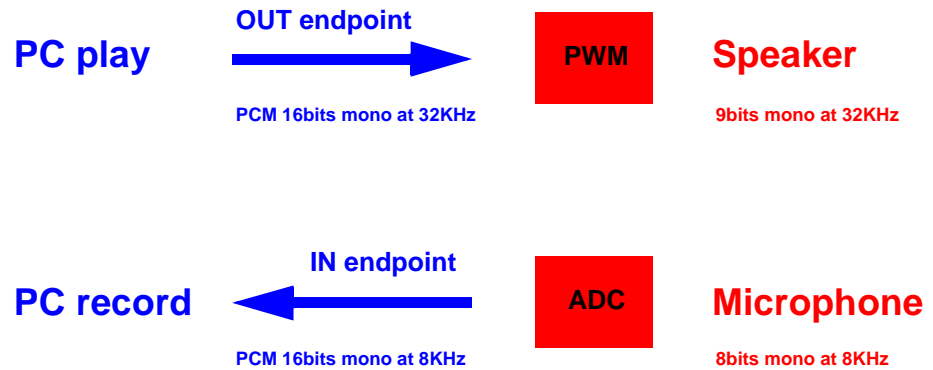 OUT endpoint
PC play
PWM
Speaker
PCM 16bits mono at 32KHz
9bits mono at 32KHz
IN endpoint
PC record
ADC
Microphone
PCM 16bits mono at 8KHz
8bits mono at 8KHz